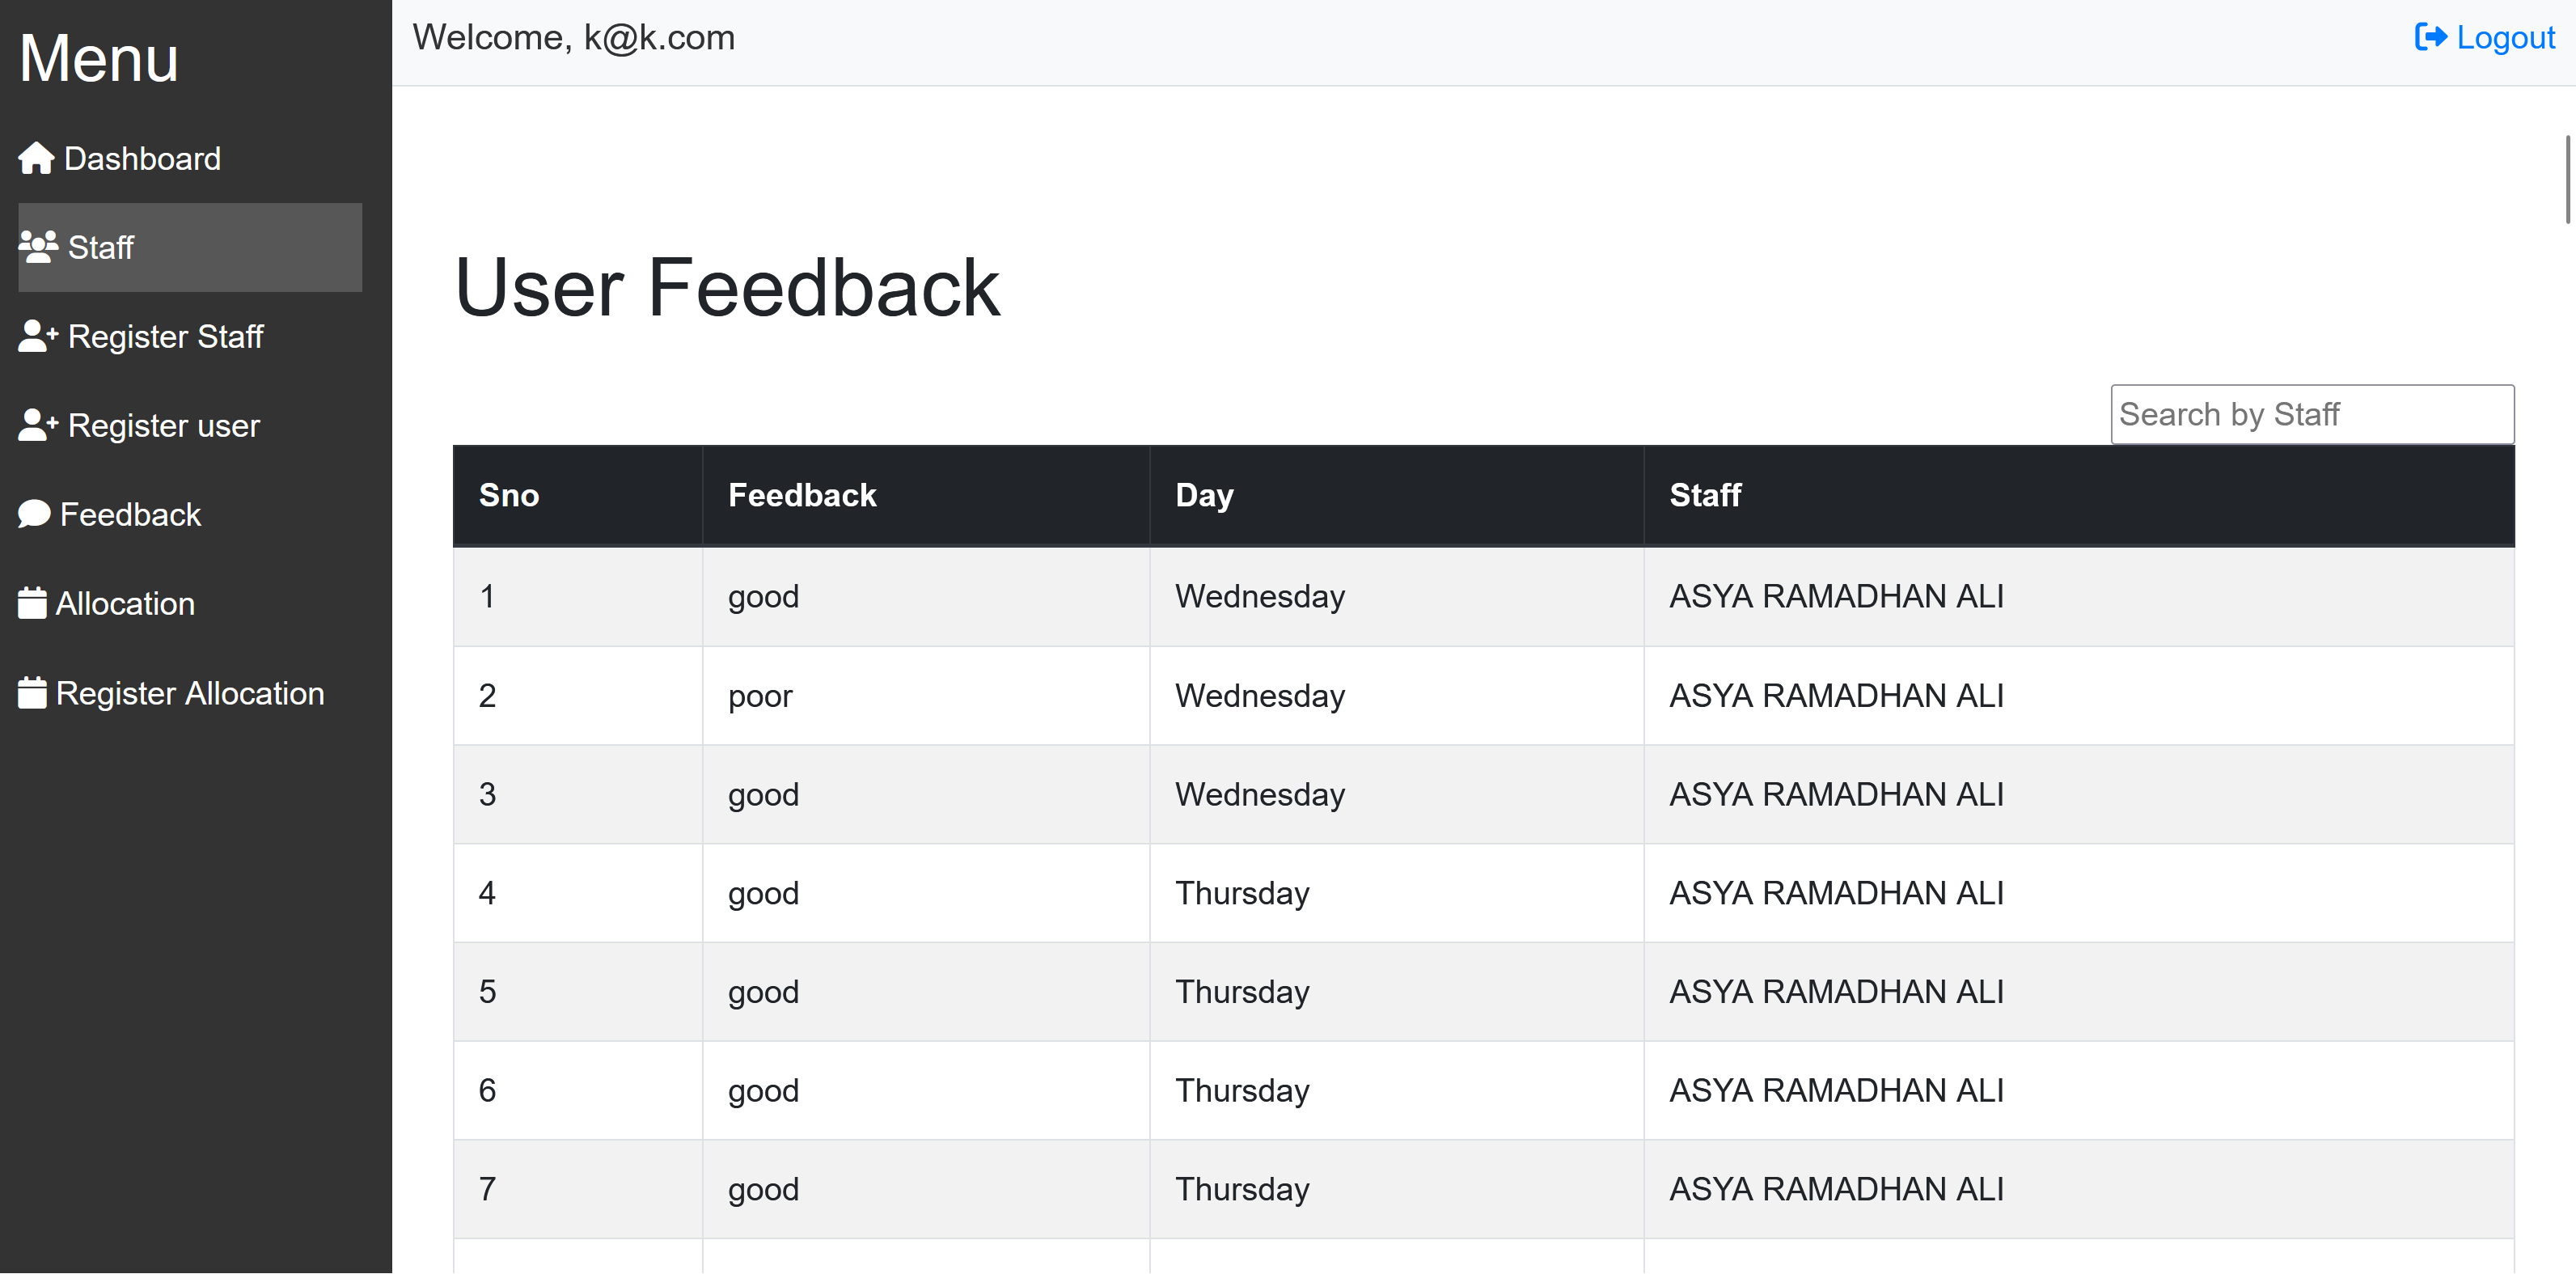 Menu
Dashboard
Staff
Register Staff
Register user
Feedback
Allocation
Register Allocation
Welcome, k@k.com
Logout
User Feedback
Search by Staff
Sno Feedback Day Staff
1 good Wednesday ASYA RAMADHAN ALI
2 poor Wednesday ASYA RAMADHAN ALI
3 good Wednesday ASYA RAMADHAN ALI
4 good Thursday ASYA RAMADHAN ALI
5 good Thursday ASYA RAMADHAN ALI
6 good Thursday ASYA RAMADHAN ALI
7 good Thursday ASYA RAMADHAN ALI